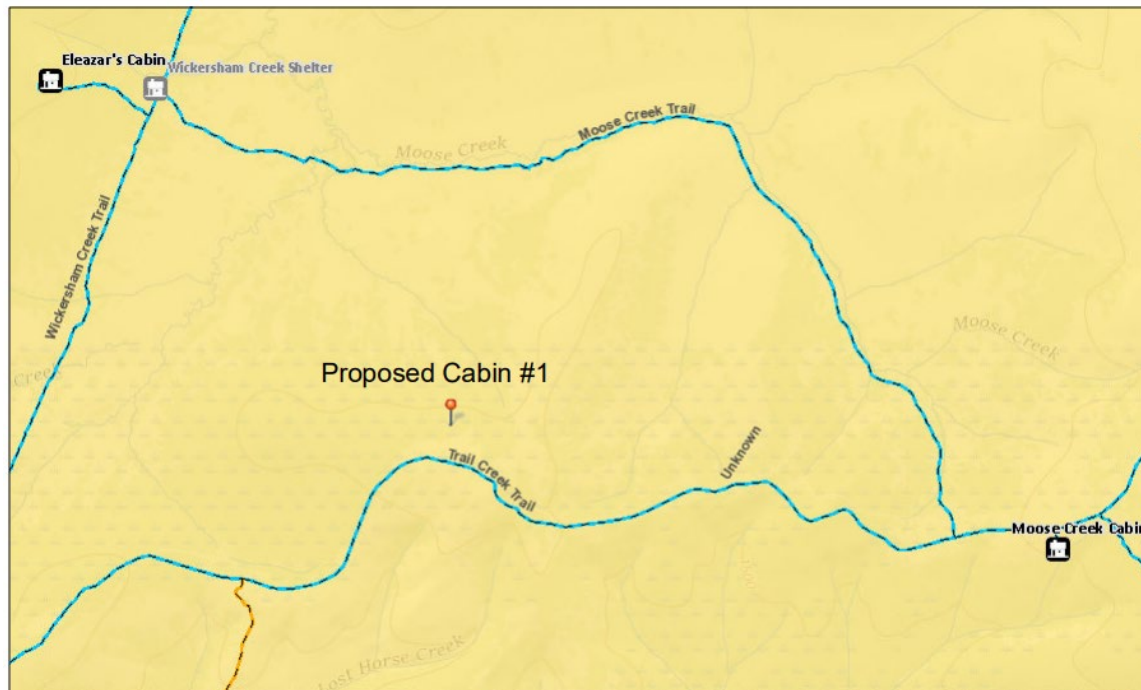 Eleazar's Cabin
Wickersham Creek Shelter
Moose Creek Trail
Moose Creek
Wickersham Creek Trail
Moose Creek
Creek
Proposed Cabin #1
Trail Creek Trail
Unknown
Moose Creek Cabin
Lost Horse Creek